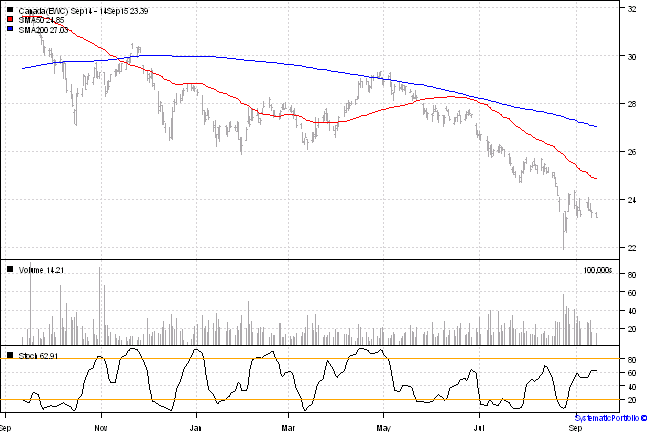 Canada(EWC) Sep14 - 14Sep15 23.39
SMA50 24.85
SMA200 27.03
32
30
28
26
24
22
Volume 14.21
100,000s
80
60
40
20
Stoch 62.91
80
60
40
20
Sep
Nov
Jan
Mar
May
Jul
Sep
SystematicPortfolio ©